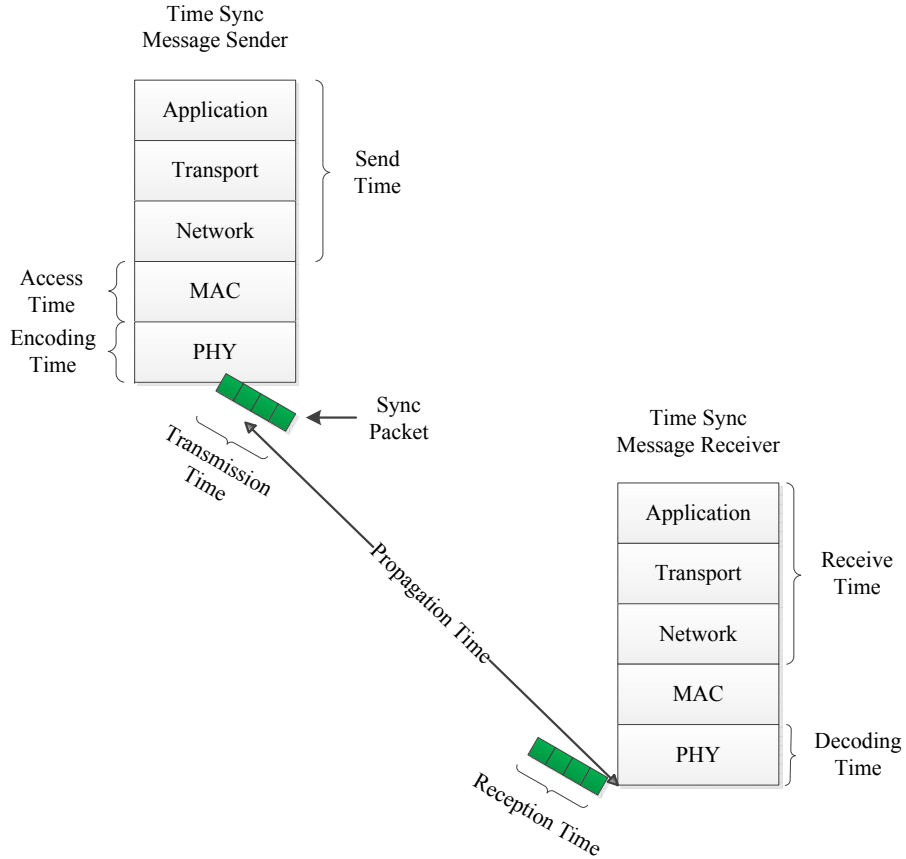 Time Sync
Message Sender
Application
Transport
Network
MAC
PHY
Send
Time
Access
Time
Encoding
Time
Sync
Packet
Transmission
Time
Propagation Time
Time Sync
Message Receiver
Application
Transport
Network
MAC
PHY
Receive
Time
Decoding
Time
Reception Time